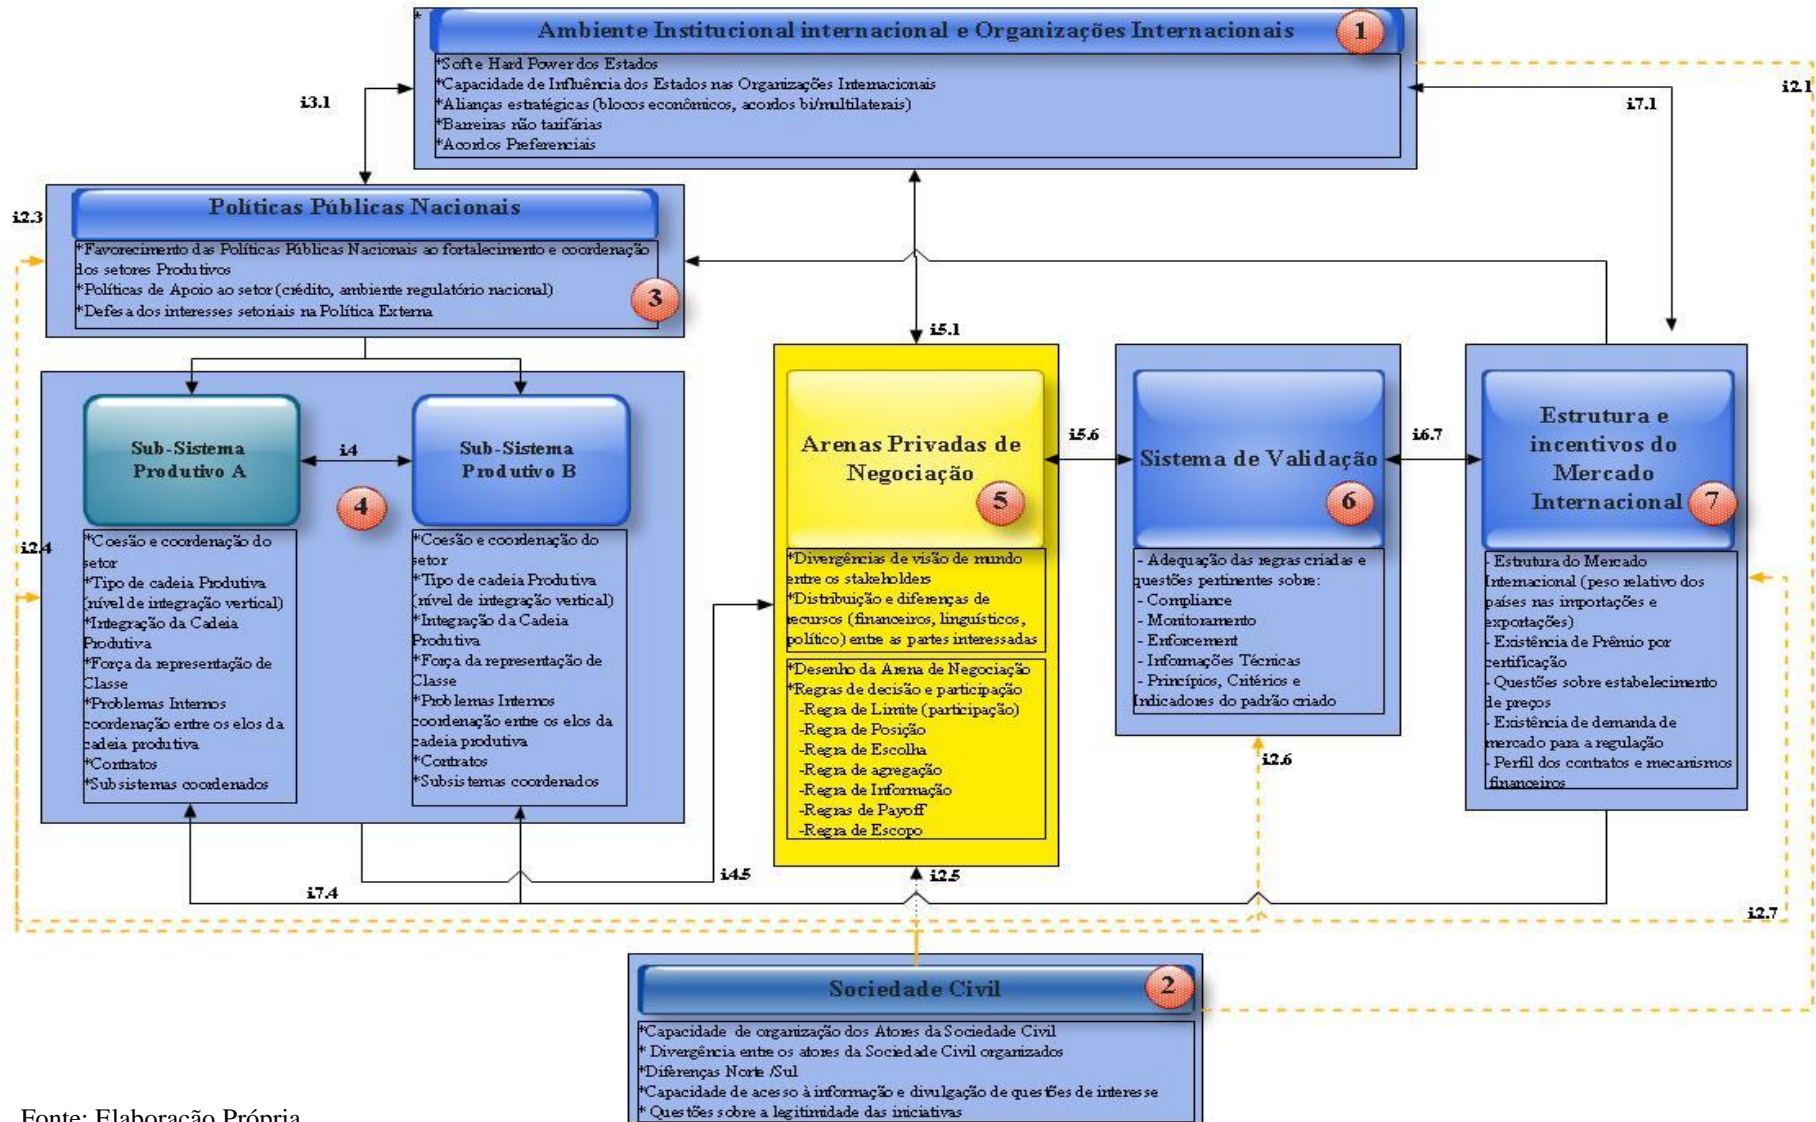 *
Ambiente Institucional internacional e Organizações Internacionais
1
*Soft e Hard Power dos Estados
*Capacidade de Influência dos Estados nas Organizações Internacionais
*Alianças estratégicas (blocos econômicos, acordos bi/multilaterais)
*Barreiras não tarifárias
*Acordos Preferenciais
i3.1
i7.1
i2.1
i2.3
Políticas Públicas Nacionais
*Favorecimento das Políticas Públicas Nacionais ao fortalecimento e coordenação
dos setores Produtivos
*Políticas de Apoio ao setor (crédito, ambiente regulatório nacional)
*Defesa dos interesses setoriais na Política Externa
3
i5.1
Sub-Sistema
Produtivo A
i4
4
Sub-Sistema
Produtivo B
i2.4
*Coesão e coordenação do
setor
*Tipo de cadeia Produtiva
(nível de integração vertical)
*Integração da Cadeia
Produtiva
*Força da representação de
Classe
*Problemas Internos
coordenação entre os elos da
cadeia produtiva
*Contratos
*Subsistemas coordenados
*Coesão e coordenação do
setor
*Tipo de cadeia Produtiva
(nível de integração vertical)
*Integração da Cadeia
Produtiva
*Força da representação de
Classe
*Problemas Internos
coordenação entre os elos da
cadeia produtiva
*Contratos
*Subsistemas coordenados
Arenas Privadas de
Negociação
5
*Divergências de visão de mundo
entre os stakeholders
*Distribuição e diferenças de
recursos (financeiros, linguísticos,
político) entre as partes interessadas
*Desenho da Arena de Negociação
*Regras de decisão e participação
-Regra de Limite (participação)
-Regra de Posição
-Regra de Escolha
-Regra de agregação
-Regra de Informação
-Regras de Payoff
-Regra de Escopo
i5.6
Sistema de Validação
6
- Adequação das regras criadas e
questões pertinentes sobre:
- Compliance
- Monitoramento
- Enforcement
- Informações Técnicas
- Princípios, Critérios e
Indicadores do padrão criado
i6.7
Estrutura e
incentivos do
Mercado
Internacional
7
- Estrutura do Mercado
Internacional (peso relativo dos
países nas importações e
exportações)
- Existência de Prêmio por
certificação
- Questões sobre estabelecimento
de preços
- Existência de demanda de
mercado para a regulação
- Perfil dos contratos e mecanismos
financeiros
i2.6
i7.4
i4.5
i2.5
i2.7
Sociedade Civil
2
*Capacidade de organização dos Atores da Sociedade Civil
* Divergência entre os atores da Sociedade Civil organizados
*Diferenças Norte /Sul
*Capacidade de acesso à informação e divulgação de questões de interesse
* Questões sobre a legitimidade das iniciativas
Fonte: Elaboração Própria